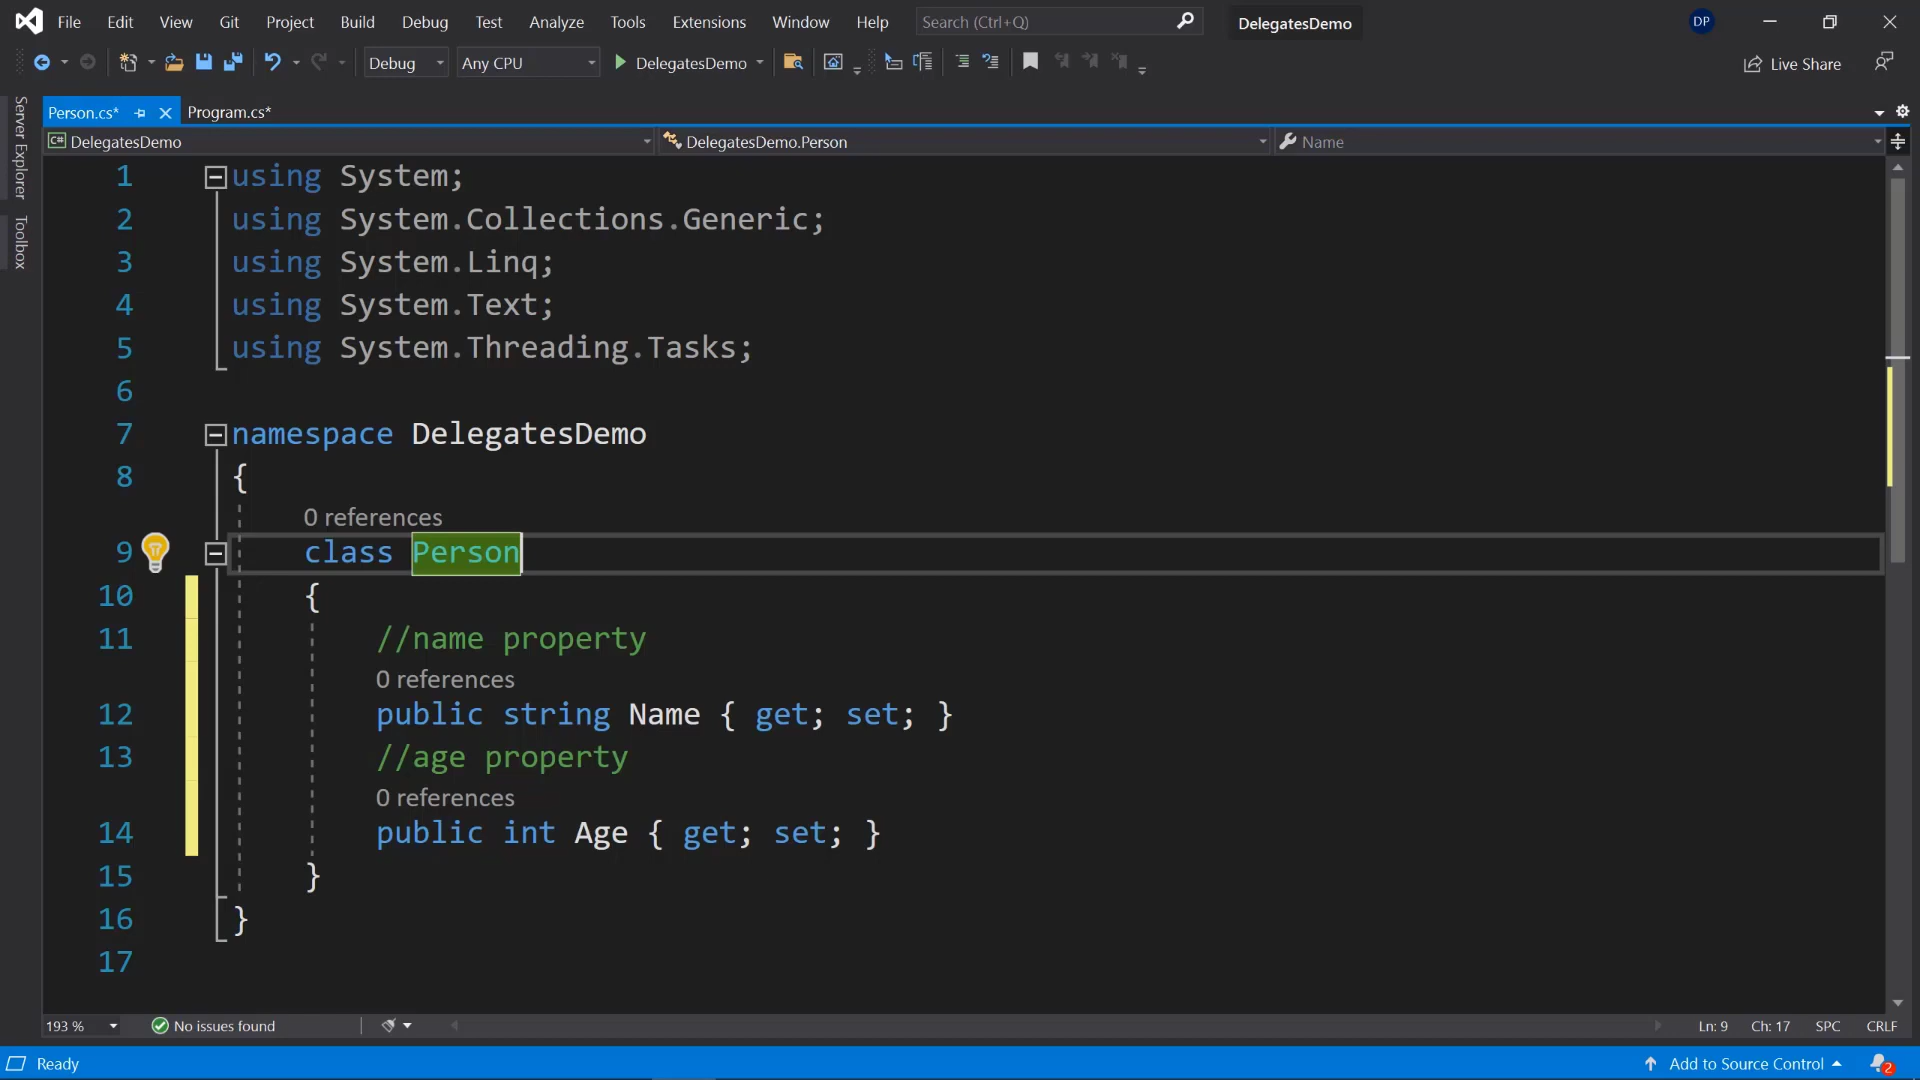 File Edit View Git Project Build Debug Test Analyze Tools Extensions Window Help Search (Ctrl+Q) DelegatesDemo DP
Debug Any CPU DelegatesDemo Live Share
Server Explorer
Toolbox
Person.cs* Program.cs*
C# DelegatesDemo DelegatesDemo.Person Name
1 using System;
2 using System.Collections.Generic;
3 using System.Linq;
4 using System.Text;
5 using System.Threading.Tasks;
6
7 namespace DelegatesDemo
8 {
0 references
9 class Person
10 {
11 //name property
0 references
12 public string Name { get; set; }
13 //age property
0 references
14 public int Age { get; set; }
15 }
16 }
17
193 % No issues found Ln: 9 Ch: 17 SPC CRLF
Ready Add to Source Control 2